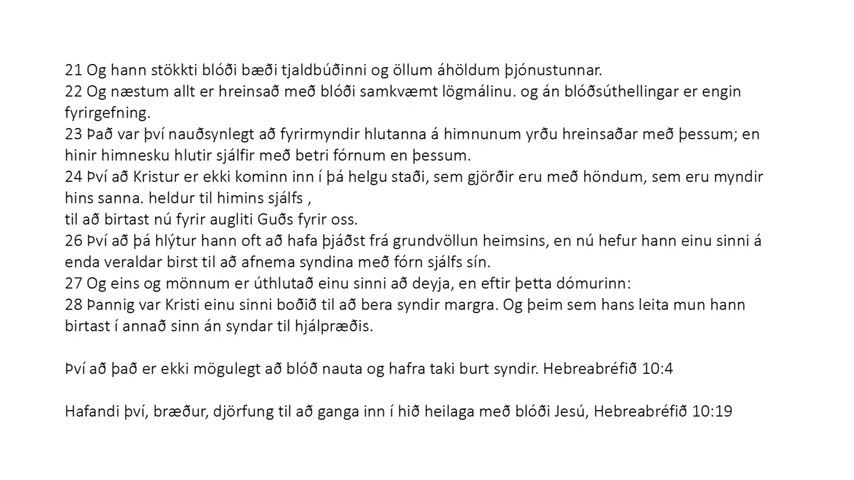 21 Og hann stökkti blóði bæði tjaldbúðinni og öllum áhöldum þjónustunnar.
22 Og næstum allt er hreinsað með blóði samkvæmt lögmálinu. og án blóðsúthellingar er engin
fyrirgefning.
23 Það var því nauðsynlegt að fyrirmyndir hlutanna á himnunum yrðu hreinsaðar með þessum; en
hinir himnesku hlutir sjálfir með betri fórnum en þessum.
24 Því að Kristur er ekki kominn inn í þá helgu staði, sem gjörðir eru með höndum, sem eru myndir
hins sanna. heldur til himins sjálfs ,
til að birtast nú fyrir augliti Guðs fyrir oss.
26 Því að þá hlýtur hann oft að hafa þjáðst frá grundvöllun heimsins, en nú hefur hann einu sinni á
enda veraldar birst til að afnema syndina með fórn sjálfs sín.
27 Og eins og mönnum er úthlutað einu sinni að deyja, en eftir þetta dómurinn:
28 Þannig var Kristi einu sinni boðið til að bera syndir margra. Og þeim sem hans leita mun hann
birtast í annað sinn án syndar til hjálpræðis.
Því að það er ekki mögulegt að blóð nauta og hafra taki burt syndir. Hebreabréfið 10:4
Hafandi því, bræður, djörfung til að ganga inn í hið heilaga með blóði Jesú, Hebreabréfið 10:19